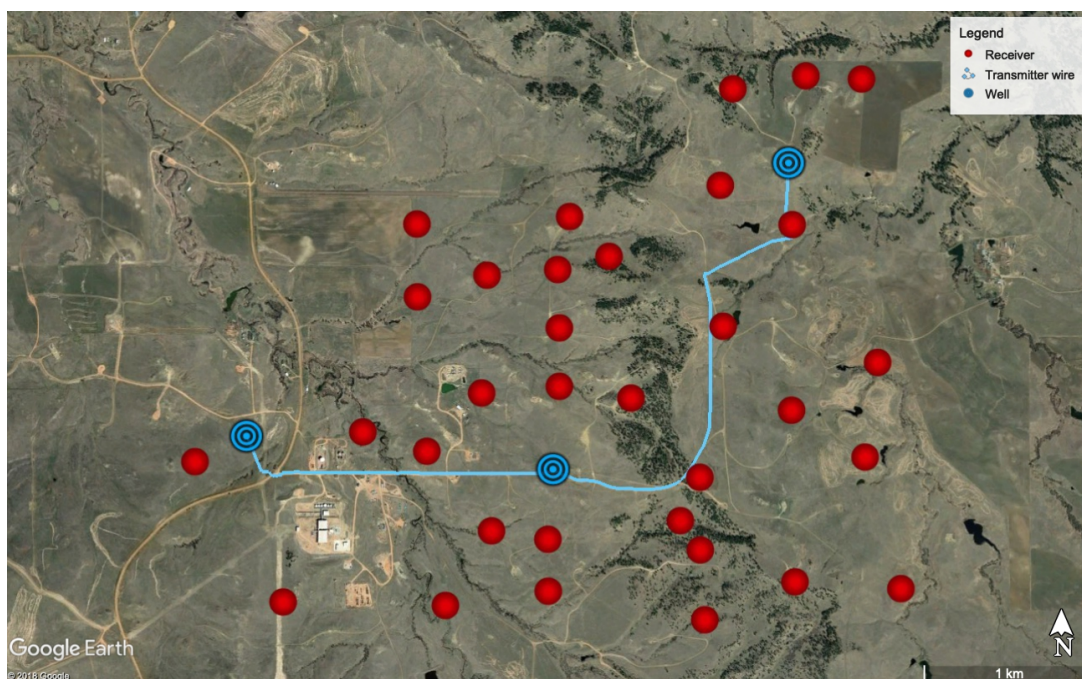 Legend
Receiver
Transmitter wire
Well
N
Google Earth
1 km
© 2018 Google